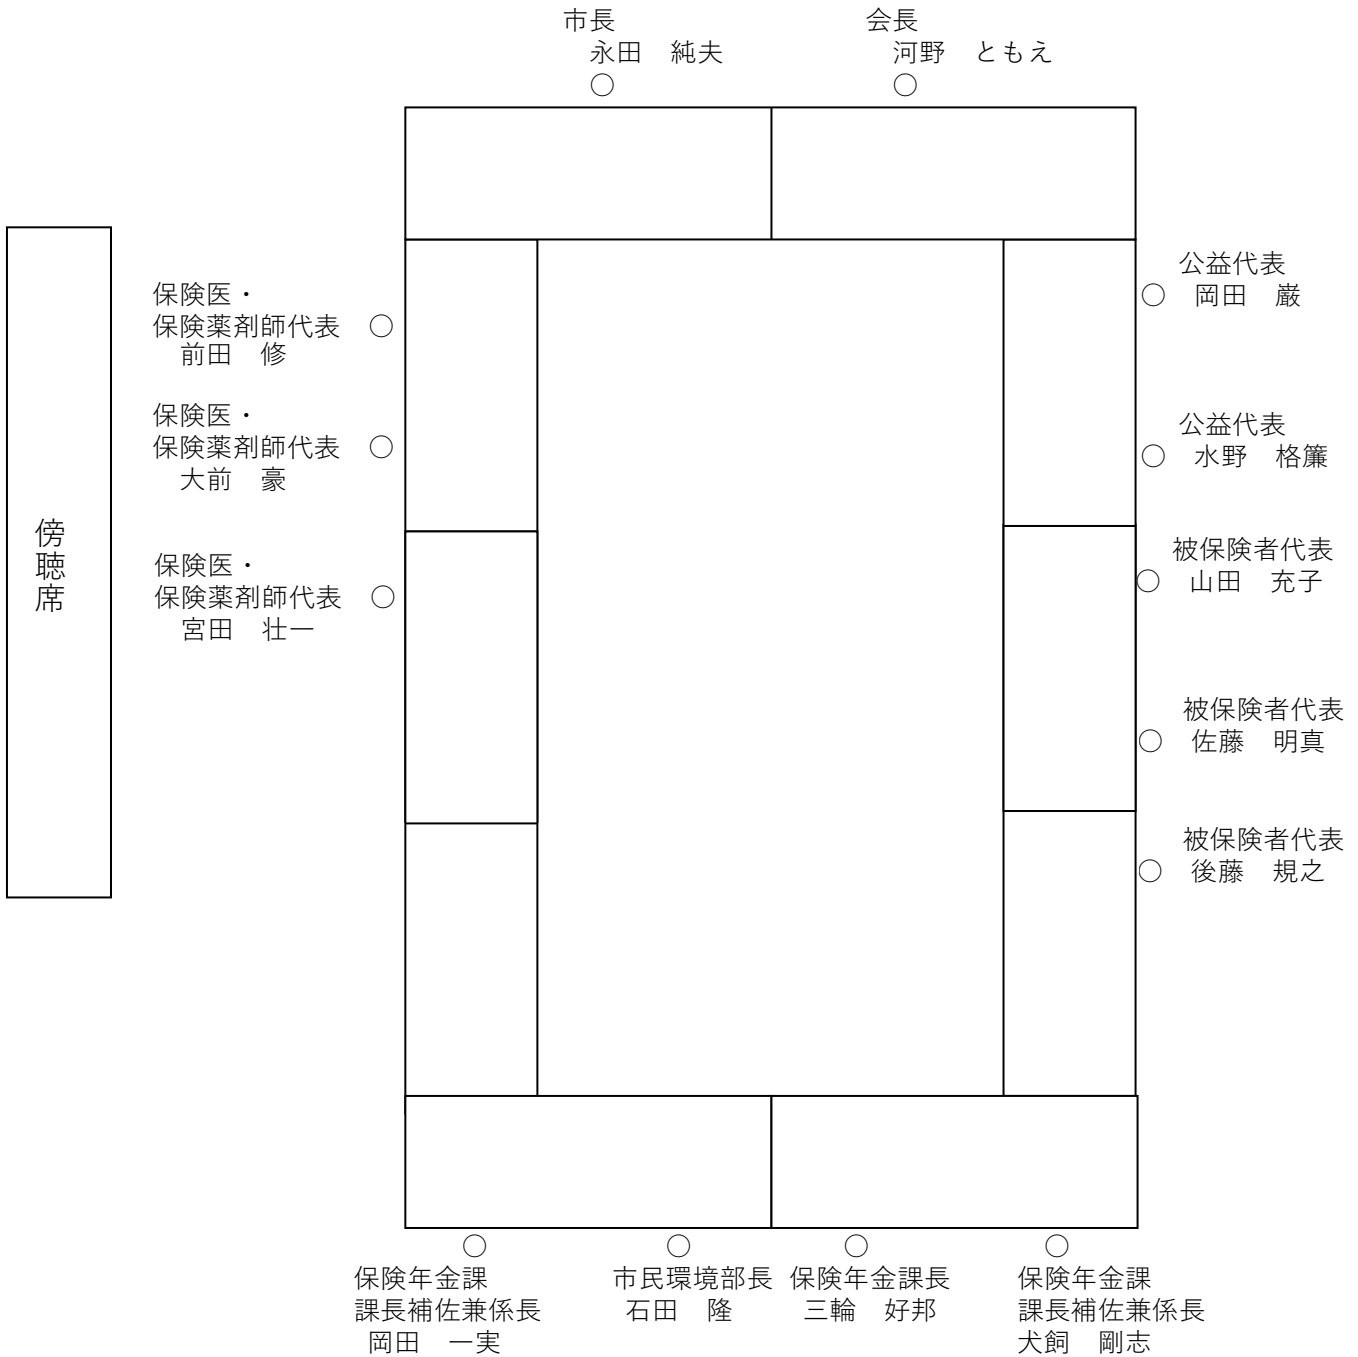 市長
永田　純夫
会長
河野　ともえ
公益代表
岡田　巌
保険医・
保険薬剤師代表
前田　修
保険医・
保険薬剤師代表
大前　豪
公益代表
水野　格簾
傍聴席
保険医・
保険薬剤師代表
宮田　壮一
被保険者代表
山田　充子
被保険者代表
佐藤　明真
被保険者代表
後藤　規之
保険年金課
課長補佐兼係長
岡田　一実
市民環境部長
石田　隆
保険年金課長
三輪　好邦
保険年金課
課長補佐兼係長
犬飼　剛志